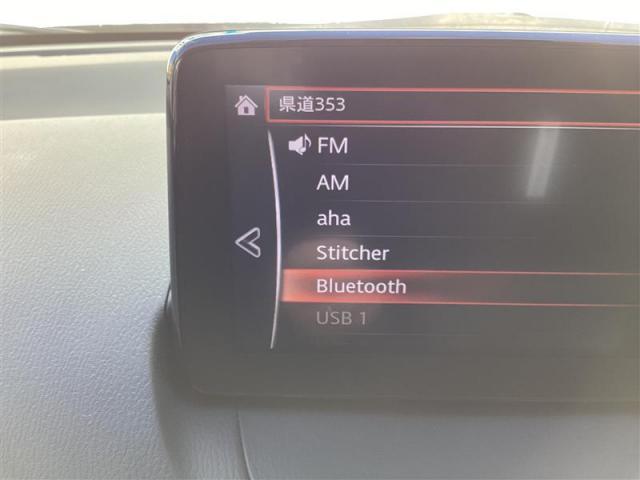 県道353
FM
AM
aha
Stitcher
Bluetooth
USB 1